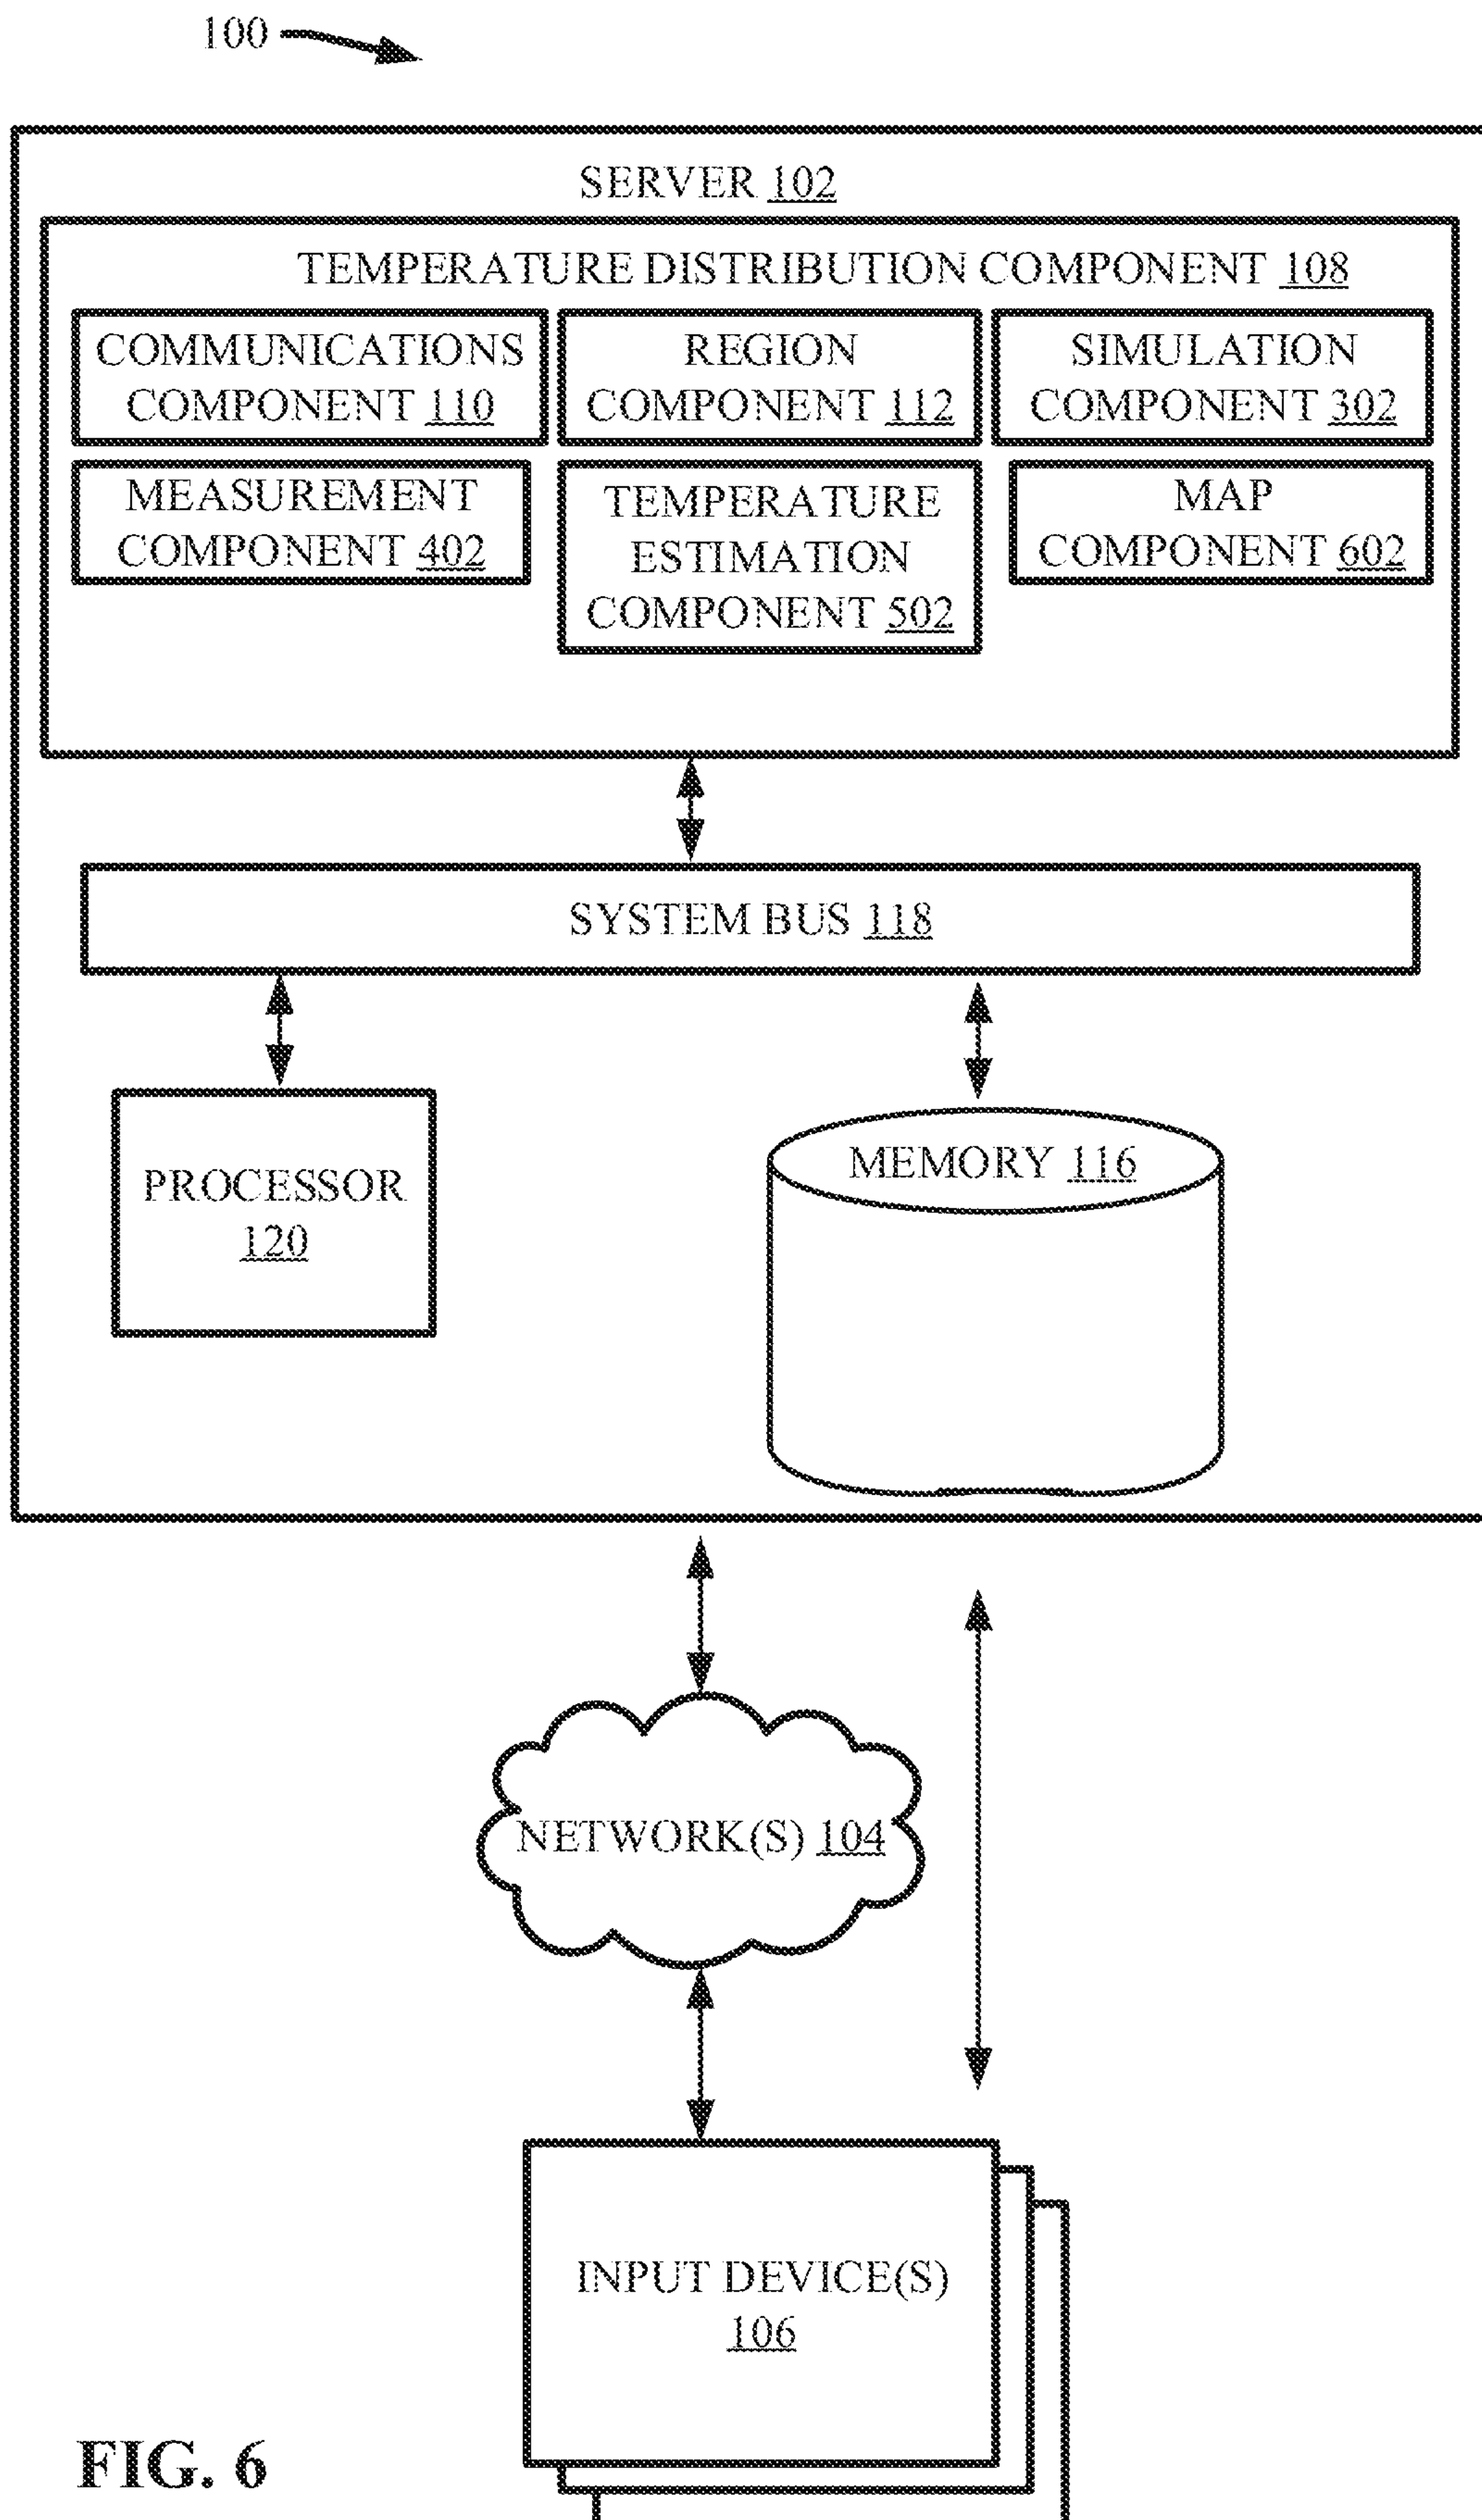 100
SERVER 102
TEMPERATURE DISTRIBUTION COMPONENT 108
COMMUNICATIONS
COMPONENT 110
REGION
COMPONENT 112
SIMULATION
COMPONENT 302
MEASUREMENT
COMPONENT 402
TEMPERATURE
ESTIMATION
COMPONENT 502
MAP
COMPONENT 602
SYSTEM BUS 118
PROCESSOR
120
MEMORY 116
NETWORK(S) 104
INPUT DEVICE(S)
106
FIG. 6